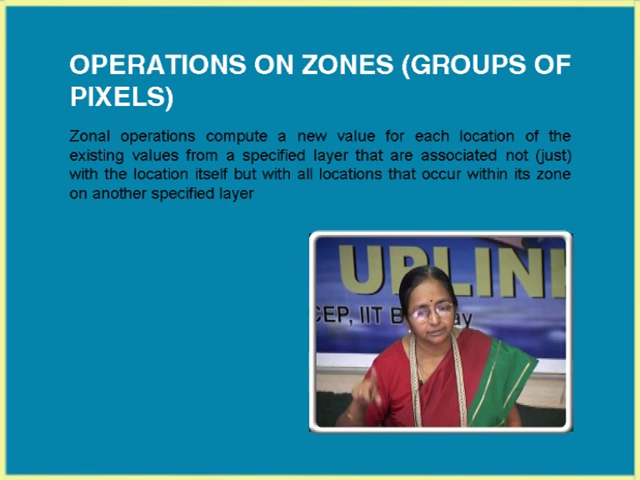 OPERATIONS ON ZONES (GROUPS OF
PIXELS)
Zonal operations compute a new value for each location of the
existing values from a specified layer that are associated not (just)
with the location itself but with all locations that occur within its zone
on another specified layer
UPLINK
CEP, IIT B ay